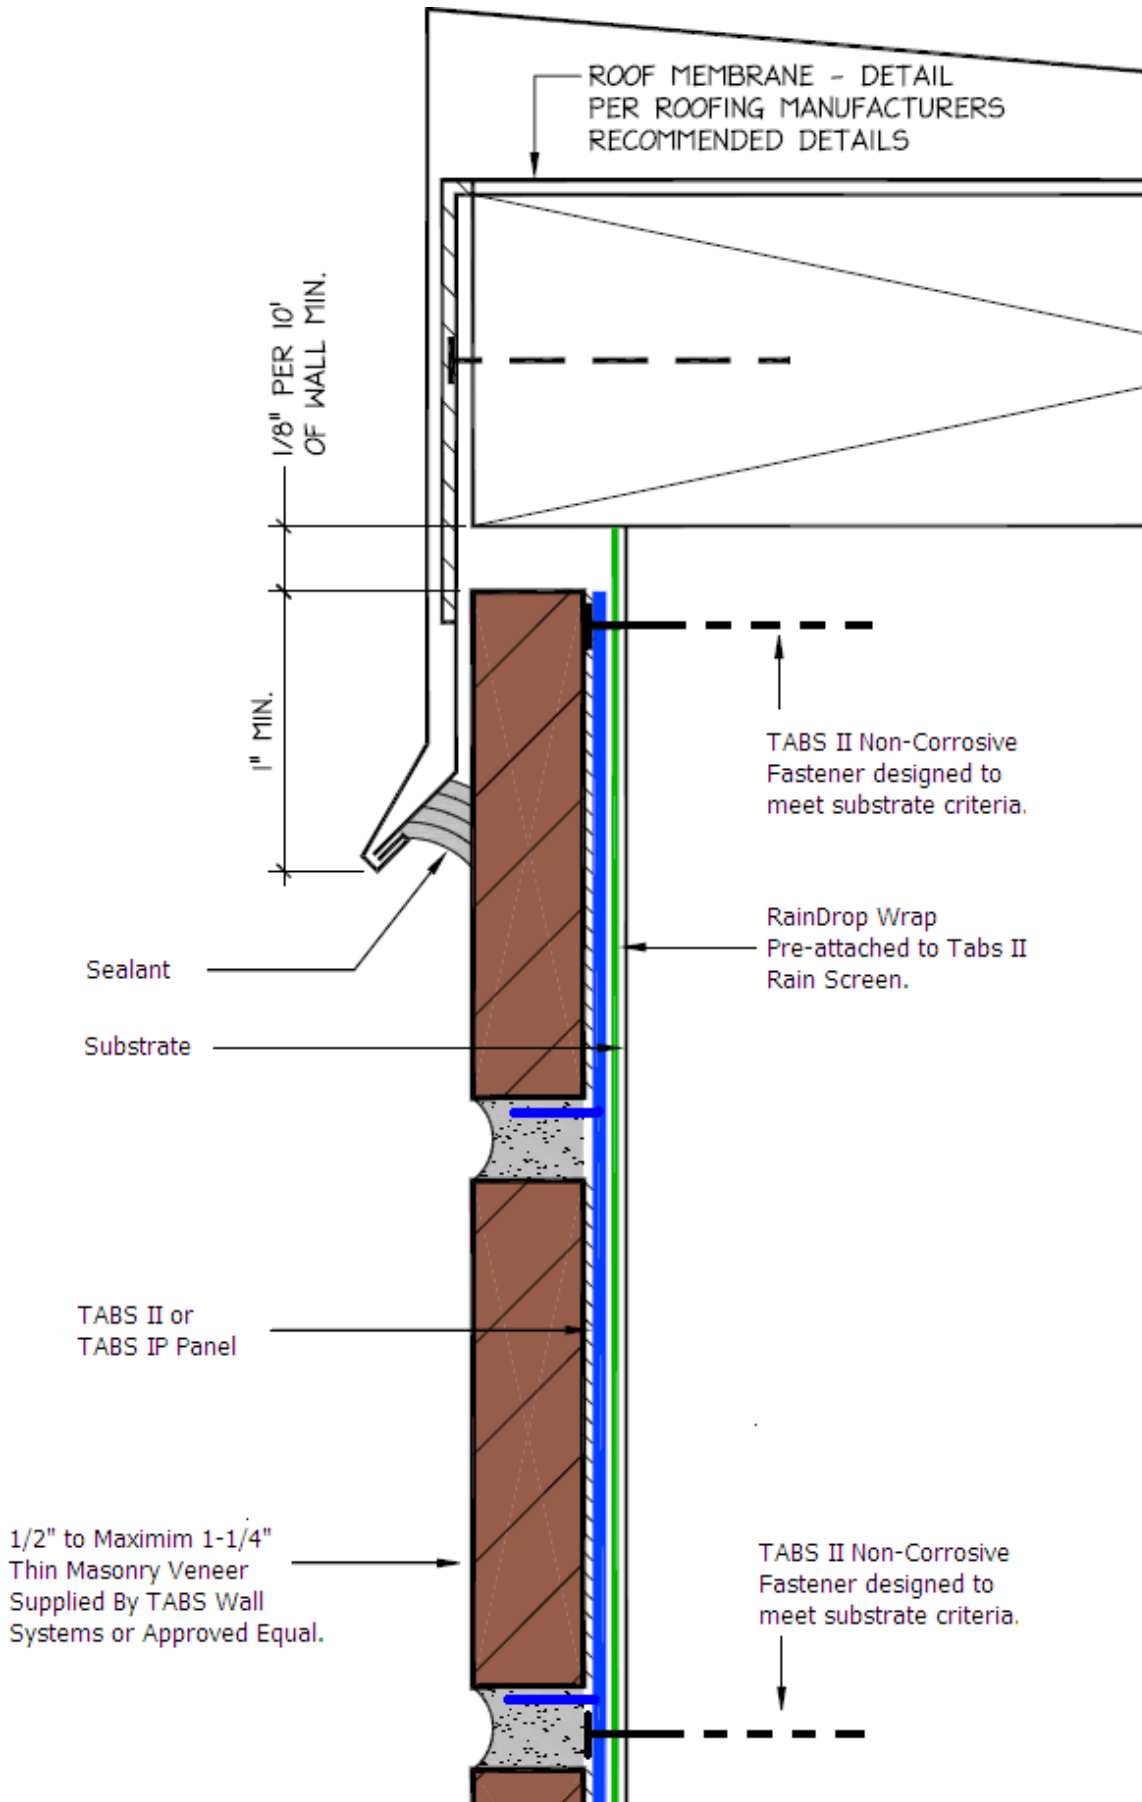 ROOF MEMBRANE - DETAIL
PER ROOFING MANUFACTURERS
RECOMMENDED DETAILS
1/8" PER 10'
OF WALL MIN.
1" MIN.
TABS II Non-Corrosive
Fastener designed to
meet substrate criteria.
RainDrop Wrap
Pre-attached to Tabs II
Rain Screen.
Sealant
Substrate
TABS II or
TABS IP Panel
1/2" to Maximim 1-1/4"
Thin Masonry Veneer
Supplied By TABS Wall
Systems or Approved Equal.
TABS II Non-Corrosive
Fastener designed to
meet substrate criteria.